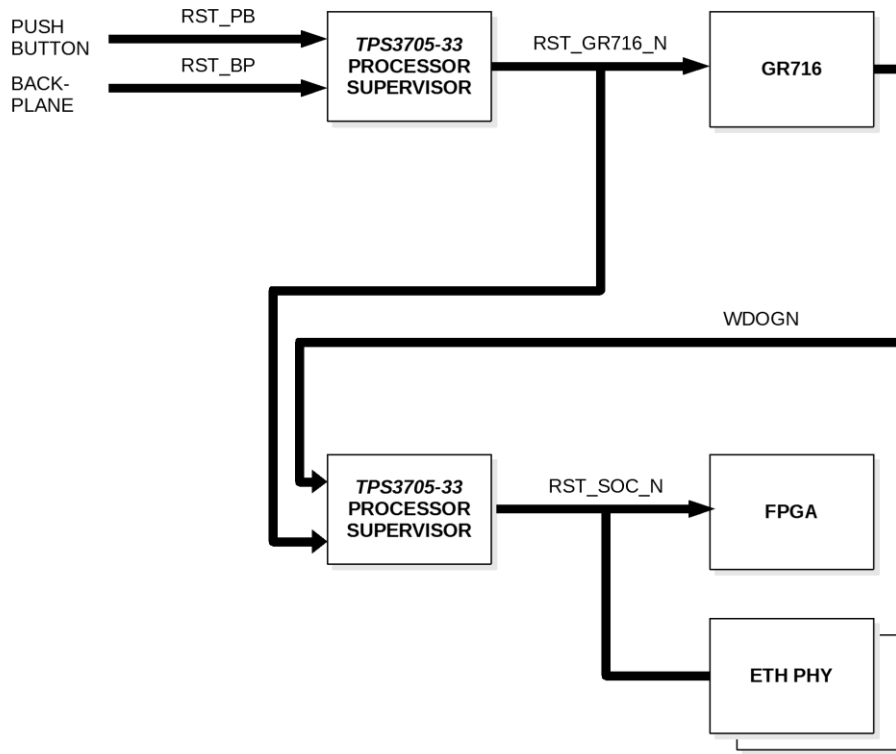 PUSH
BUTTON
RST_PB
BACK-
PLANE
RST_BP
TPS3705-33
PROCESSOR
SUPERVISOR
RST_GR716_N
GR716
WDOGN
TPS3705-33
PROCESSOR
SUPERVISOR
RST_SOC_N
FPGA
ETH PHY